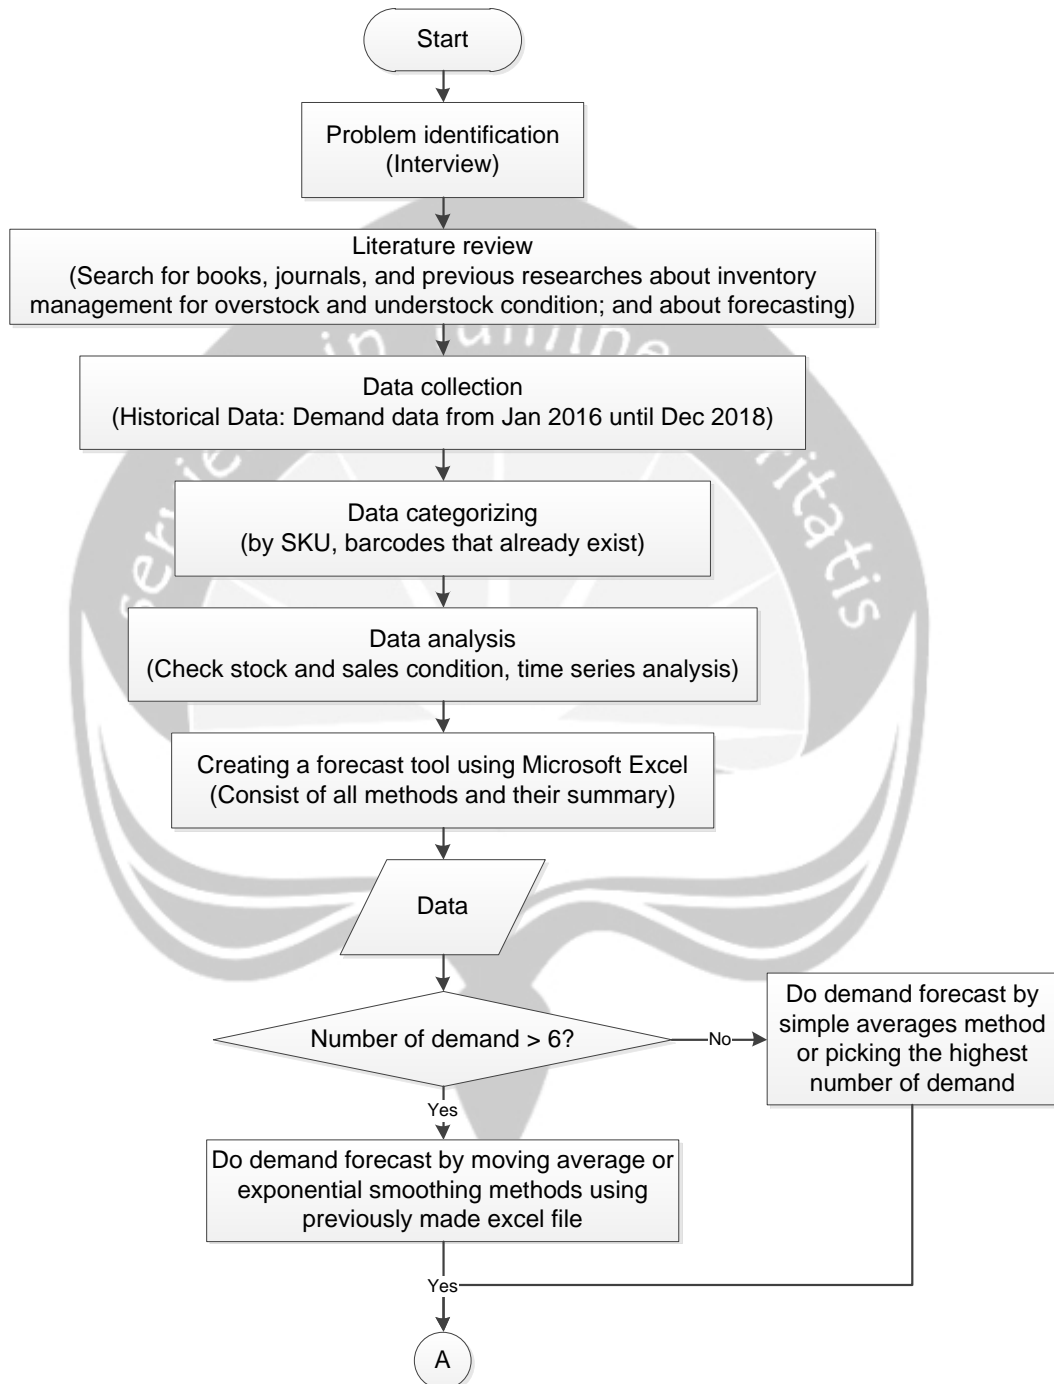 Start
Problem identification
(Interview)
Literature review
(Search for books, journals, and previous researches about inventory
management for overstock and understock condition; and about forecasting)
in lumine
Data collection
(Historical Data: Demand data from Jan 2016 until Dec 2018)
Data categorizing
(by SKU, barcodes that already exist)
Data analysis
(Check stock and sales condition, time series analysis)
Creating a forecast tool using Microsoft Excel
(Consist of all methods and their summary)
Data
Number of demand > 6?
No
Do demand forecast by
simple averages method
or picking the highest
number of demand
Yes
Do demand forecast by moving average or
exponential smoothing methods using
previously made excel file
Yes
A